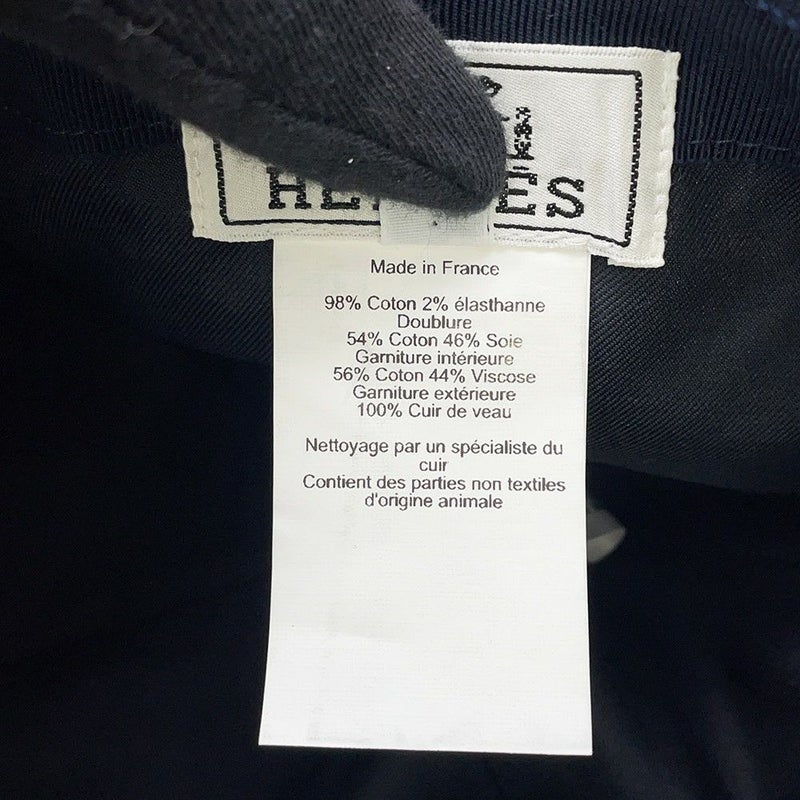 Made in France
98% Coton 2% élasthanne
Doublure
54% Coton 46% Soie
Garniture intérieure
56% Coton 44% Viscose
Garniture extérieure
100% Cuir de veau
Nettoyage par un spécialiste du
cuir
Contient des parties non textiles
d'origine animale